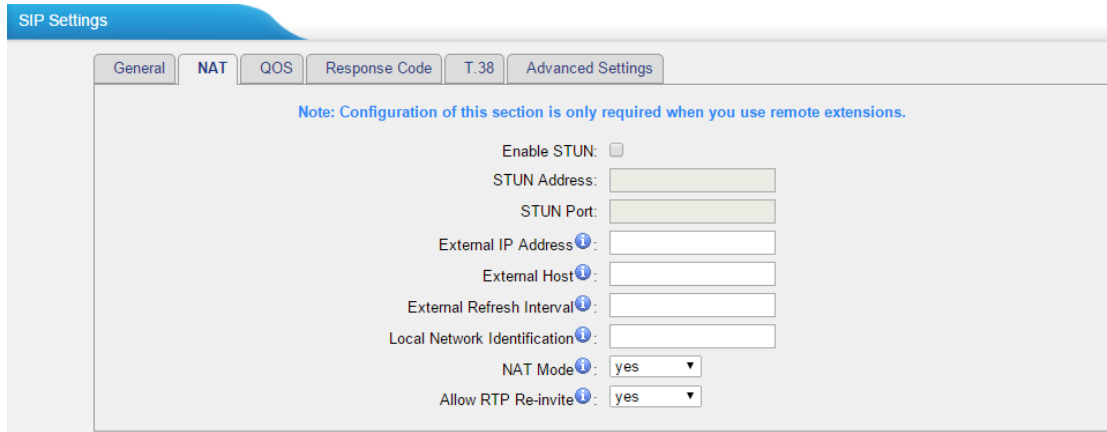 SIP Settings
General NAT QOS Response Code T.38 Advanced Settings
Note: Configuration of this section is only required when you use remote extensions.
Enable STUN:
STUN Address:
STUN Port:
External IP Address:
External Host:
External Refresh Interval:
Local Network Identification:
NAT Mode: yes
Allow RTP Re-invite: yes